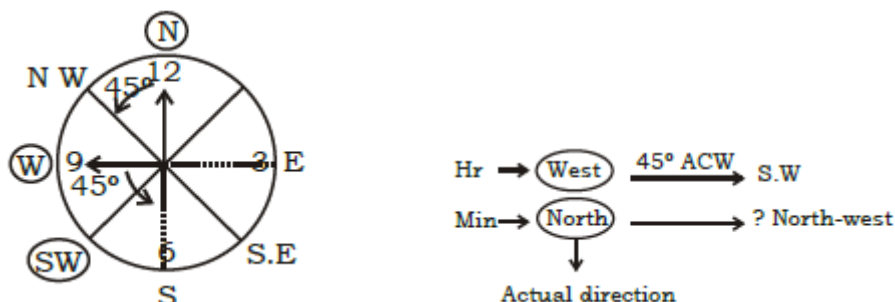 N
N W
45°
12
W
9
3
E
45°
SW
6
S.E
S
Hr West 45° ACW S.W
Min North ? North-west
Actual direction